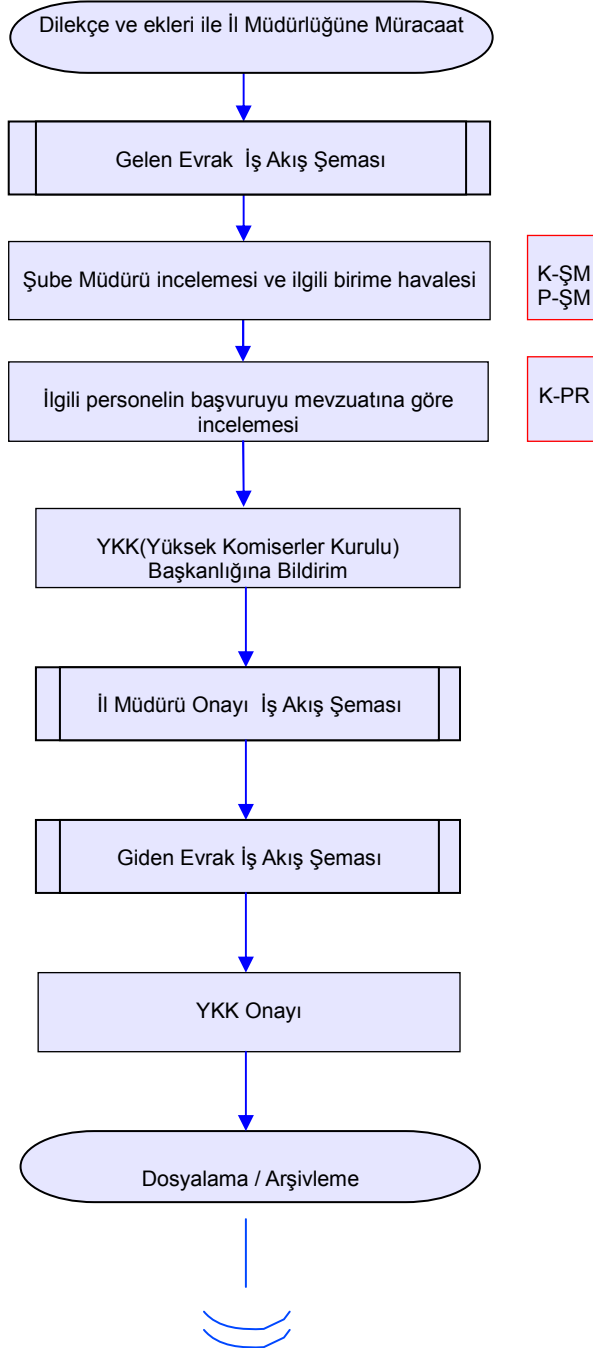 Dilekçe ve ekleri ile İl Müdürlüğüne Müracaat
Gelen Evrak İş Akış Şeması
Şube Müdürü incelemesi ve ilgili birime havalesi
K-ŞM
P-ŞM
İlgili personelin başvuruyu mevzuatına göre
incelemesi
K-PR
YKK(Yüksek Komiserler Kurulu)
Başkanlığına Bildirim
İl Müdürü Onayı İş Akış Şeması
Giden Evrak İş Akış Şeması
YKK Onayı
Dosyalama / Arşivleme